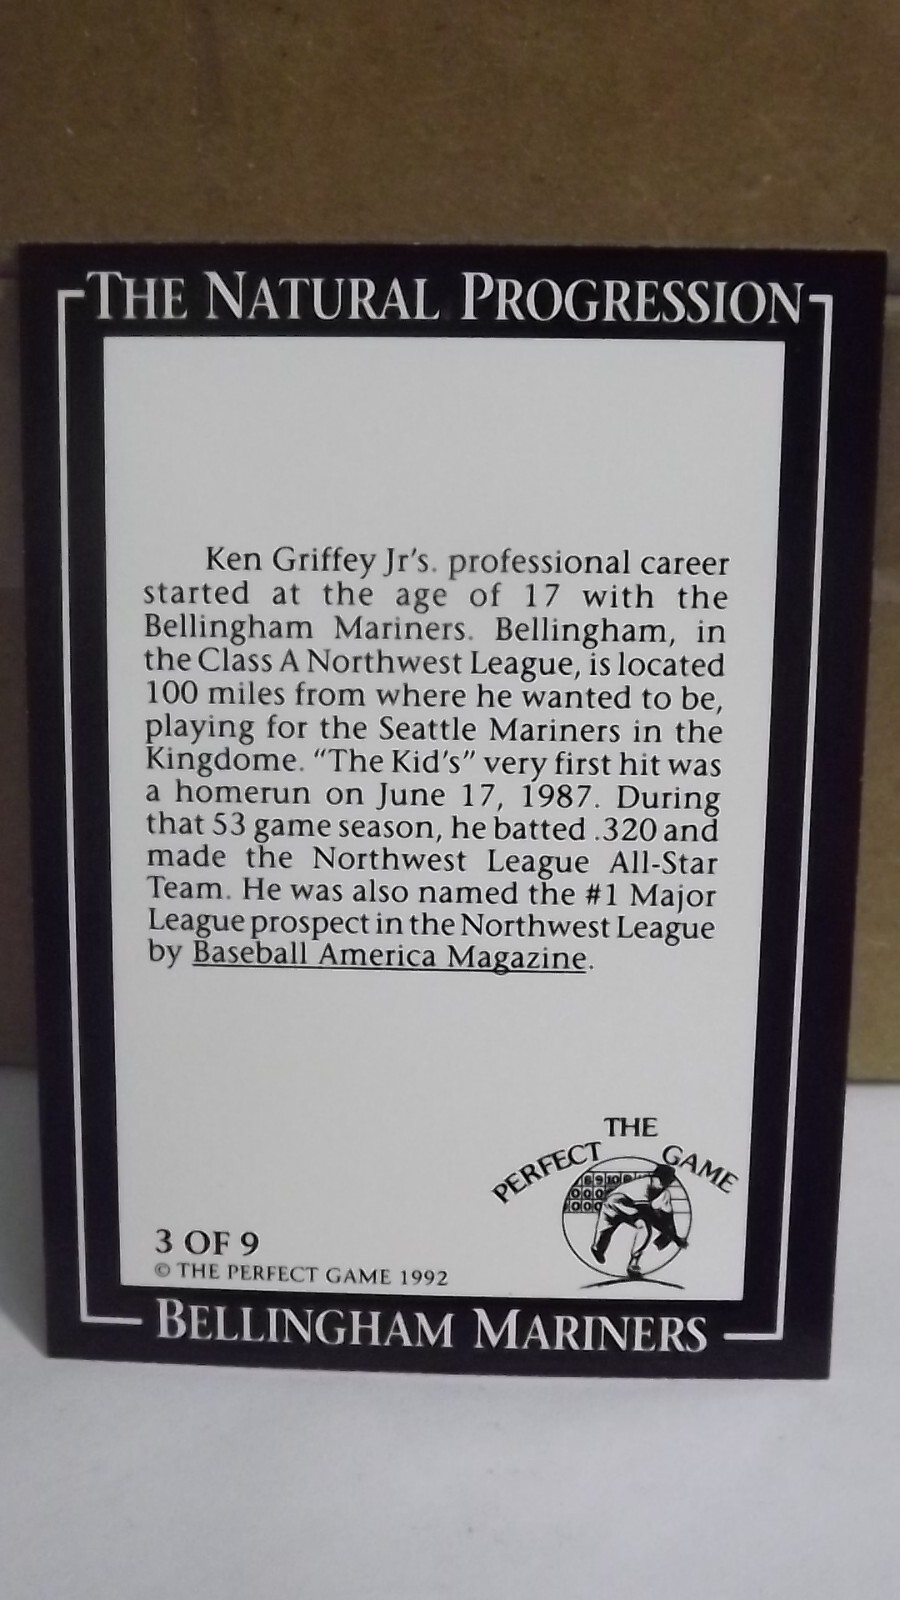 THE NATURAL PROGRESSION
Ken Griffey Jr's. professional career
started at the age of 17 with the
Bellingham Mariners. Bellingham, in
the Class A Northwest League, is located
100 miles from where he wanted to be,
playing for the Seattle Mariners in the
Kingdome. “The Kid's” very first hit was
a homerun on June 17, 1987. During
that 53 game season, he batted .320 and
made the Northwest League All-Star
Team. He was also named the #1 Major
League prospect in the Northwest League
by Baseball America Magazine.
THE
PERFECT GAME
3 OF 9
© THE PERFECT GAME 1992
BELLINGHAM MARINERS